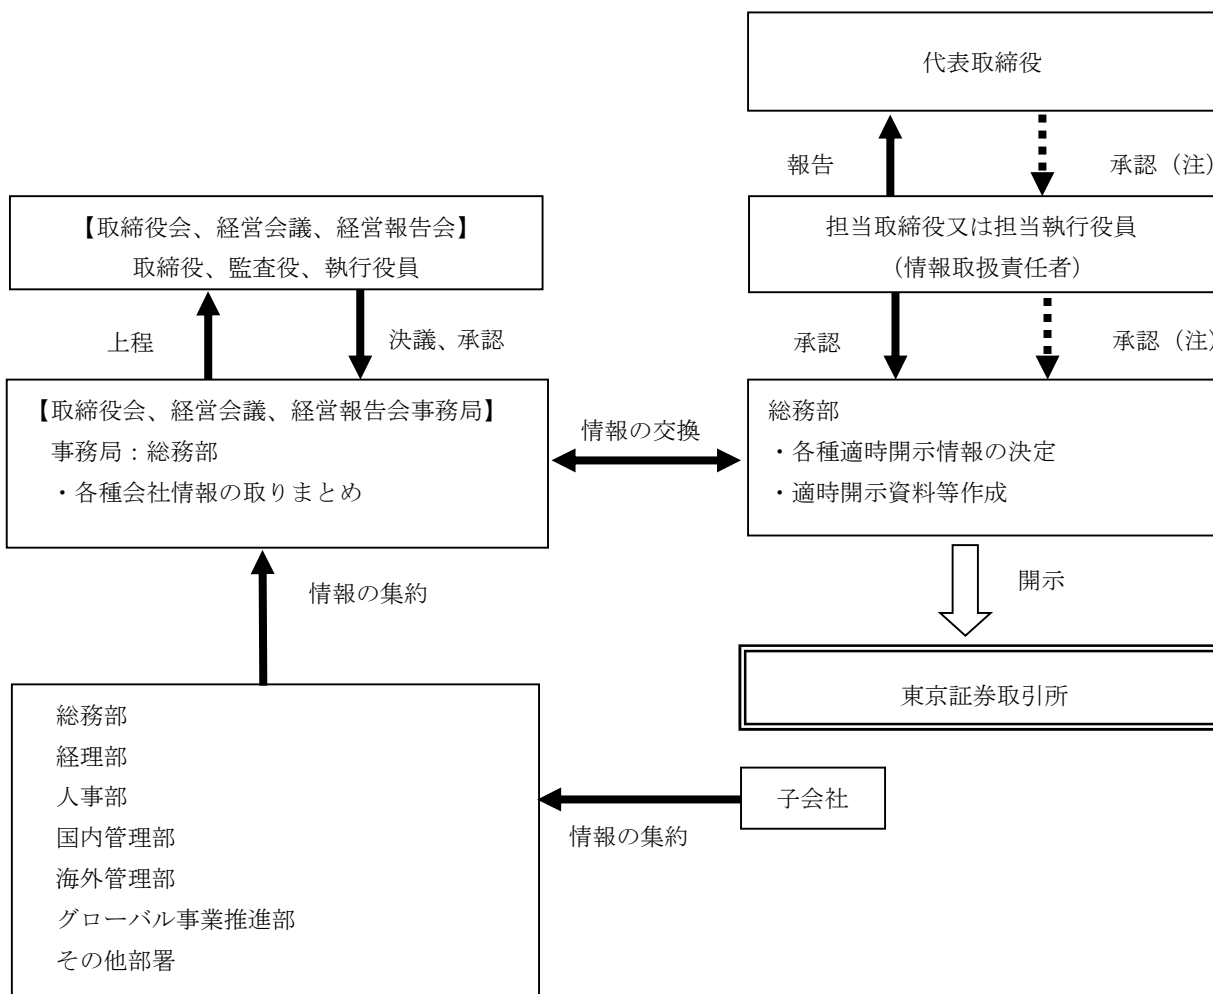 代表取締役
報告
承認（注）
【取締役会、経営会議、経営報告会】
取締役、監査役、執行役員
担当取締役又は担当執行役員
（情報取扱責任者）
上程
決議、承認
承認
承認（注）
【取締役会、経営会議、経営報告会事務局】
事務局：総務部
・各種会社情報の取りまとめ
情報の交換
総務部
・各種適時開示情報の決定
・適時開示資料等作成
情報の集約
開示
東京証券取引所
総務部
経理部
人事部
国内管理部
海外管理部
グローバル事業推進部
その他部署
子会社
情報の集約